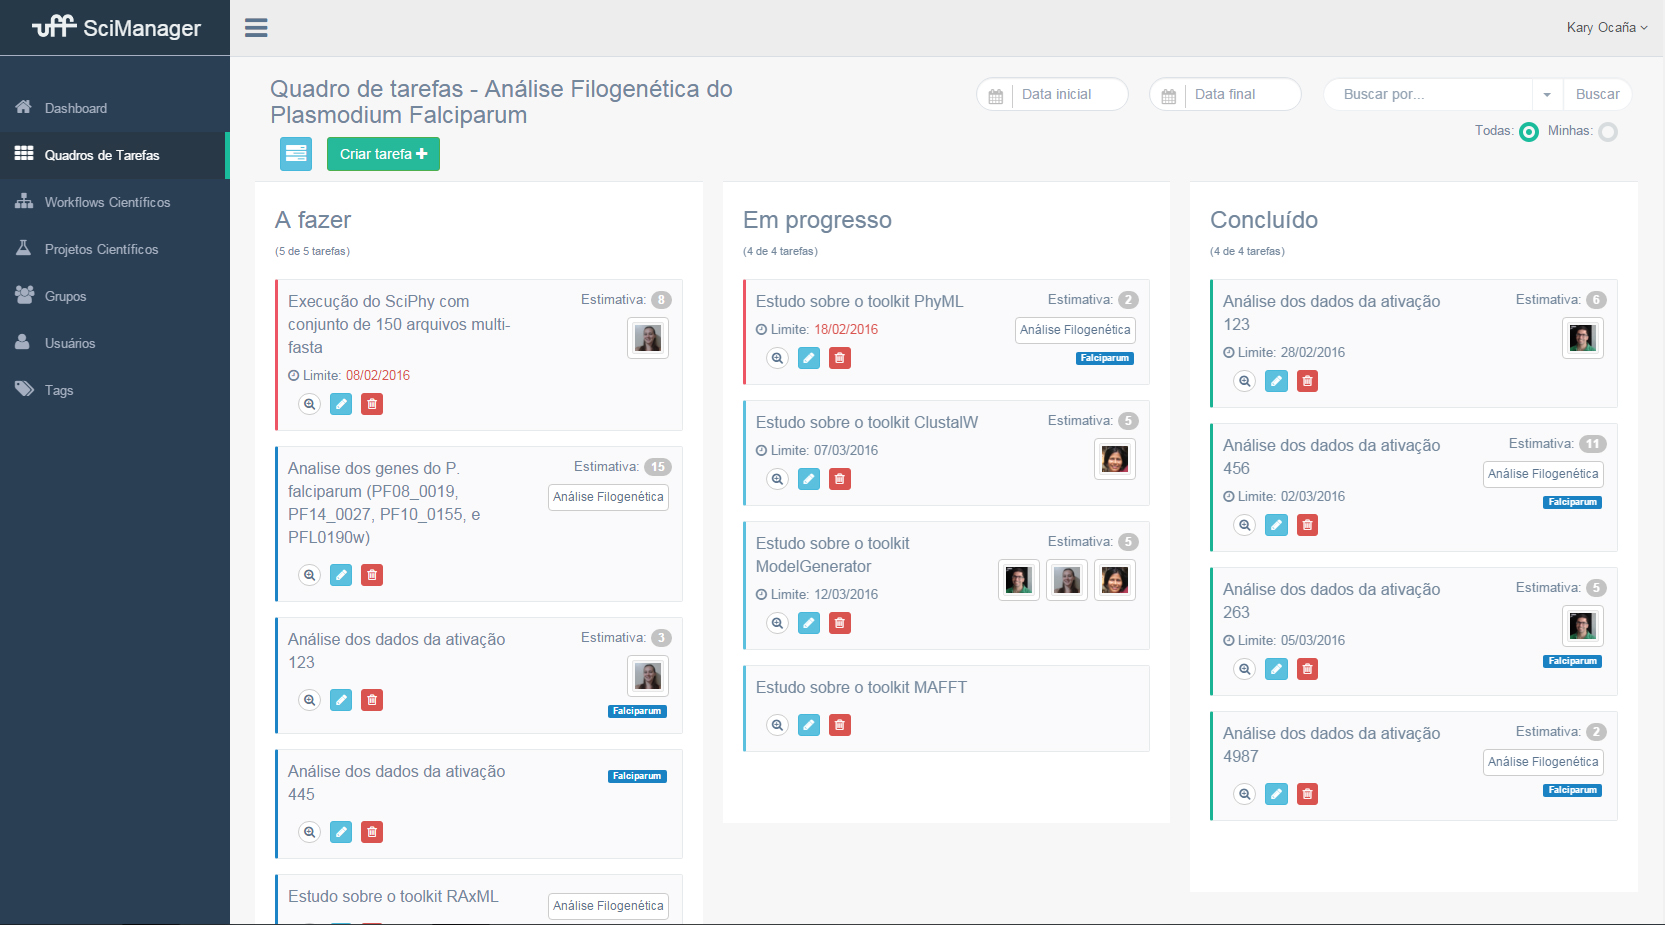 uff SciManager
Kary Ocaña
Dashboard
Quadros de Tarefas
Workflows Científicos
Projetos Científicos
Grupos
Usuários
Tags
Quadro de tarefas - Análise Filogenética do
Plasmodium Falciparum
Data inicial
Data final
Buscar por...
Buscar
Todas:
Minhas:
Criar tarefa
A fazer
(5 de 5 tarefas)
Execução do SciPhy com
conjunto de 150 arquivos multi-
fasta
Estimativa: 8
Limite: 08/02/2016
Analise dos genes do P.
falciparum (PF08_0019,
PF14_0027, PF10_0155, e
PFL0190w)
Estimativa: 15
Análise Filogenética
Análise dos dados da ativação
123
Estimativa: 3
Falciparum
Análise dos dados da ativação
445
Falciparum
Estudo sobre o toolkit RAxML
Análise Filogenética
Em progresso
(4 de 4 tarefas)
Estudo sobre o toolkit PhyML
Estimativa: 2
Limite: 18/02/2016
Análise Filogenética
Falciparum
Estudo sobre o toolkit ClustalW
Estimativa: 5
Limite: 07/03/2016
Estudo sobre o toolkit
ModelGenerator
Estimativa: 5
Limite: 12/03/2016
Estudo sobre o toolkit MAFFT
Concluído
(4 de 4 tarefas)
Análise dos dados da ativação
123
Estimativa: 6
Limite: 28/02/2016
Análise dos dados da ativação
456
Estimativa: 11
Análise Filogenética
Limite: 02/03/2016
Falciparum
Análise dos dados da ativação
263
Estimativa: 5
Limite: 05/03/2016
Falciparum
Análise dos dados da ativação
4987
Estimativa: 2
Análise Filogenética
Falciparum